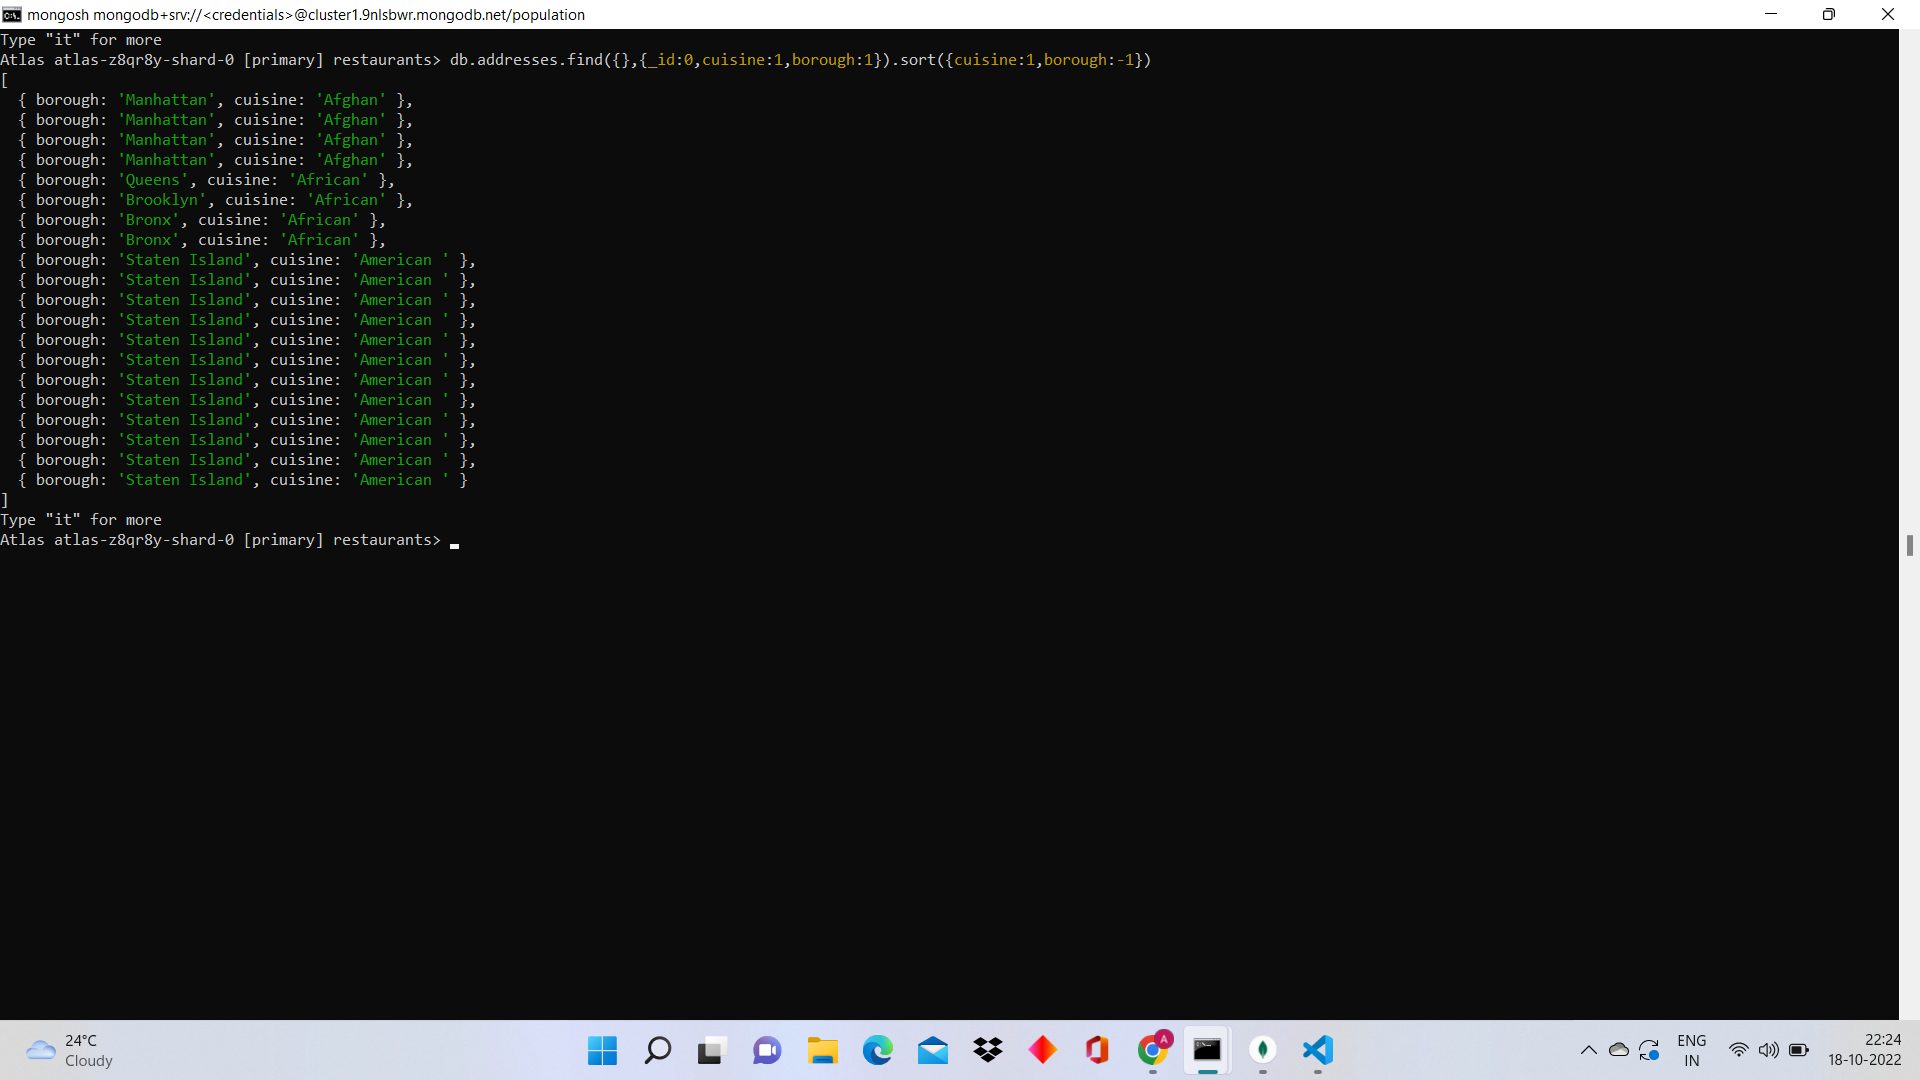 mongosh mongodb+srv://<credentials>@cluster1.9nlsbwr.mongodb.net/population
Type "it" for more
Atlas atlas-z8qr8y-shard-0 [primary] restaurants> db.addresses.find({},{_id:0,cuisine:1,borough:1}).sort({cuisine:1,borough:-1})
[
  { borough: 'Manhattan', cuisine: 'Afghan' },
  { borough: 'Manhattan', cuisine: 'Afghan' },
  { borough: 'Manhattan', cuisine: 'Afghan' },
  { borough: 'Manhattan', cuisine: 'Afghan' },
  { borough: 'Queens', cuisine: 'African' },
  { borough: 'Brooklyn', cuisine: 'African' },
  { borough: 'Bronx', cuisine: 'African' },
  { borough: 'Bronx', cuisine: 'African' },
  { borough: 'Staten Island', cuisine: 'American ' },
  { borough: 'Staten Island', cuisine: 'American ' },
  { borough: 'Staten Island', cuisine: 'American ' },
  { borough: 'Staten Island', cuisine: 'American ' },
  { borough: 'Staten Island', cuisine: 'American ' },
  { borough: 'Staten Island', cuisine: 'American ' },
  { borough: 'Staten Island', cuisine: 'American ' },
  { borough: 'Staten Island', cuisine: 'American ' },
  { borough: 'Staten Island', cuisine: 'American ' },
  { borough: 'Staten Island', cuisine: 'American ' },
  { borough: 'Staten Island', cuisine: 'American ' },
  { borough: 'Staten Island', cuisine: 'American ' }
]
Type "it" for more
Atlas atlas-z8qr8y-shard-0 [primary] restaurants>
24°C
Cloudy
A
ENG
IN
22:24
18-10-2022